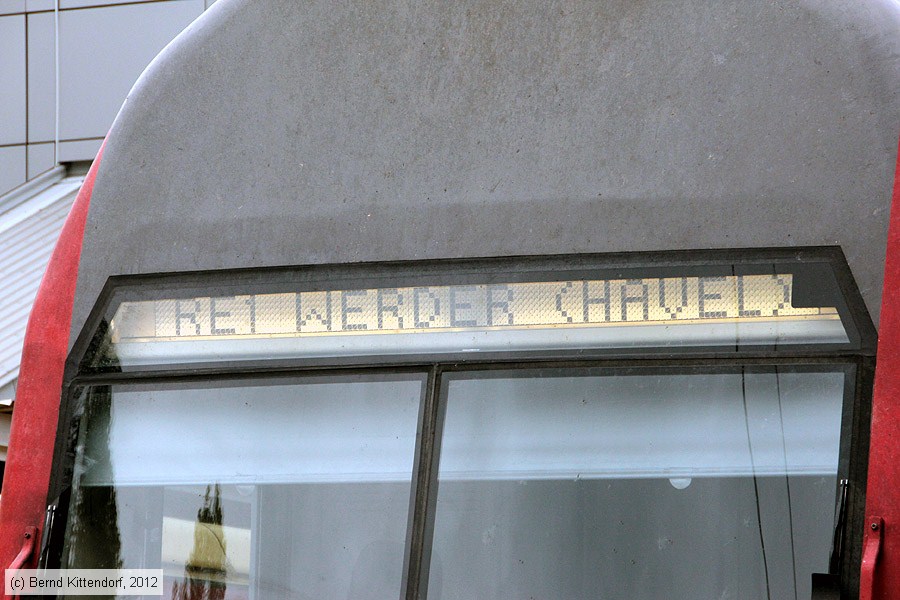 RE1 WERDER (HAVEL)
(c) Bernd Kittendorf, 2012